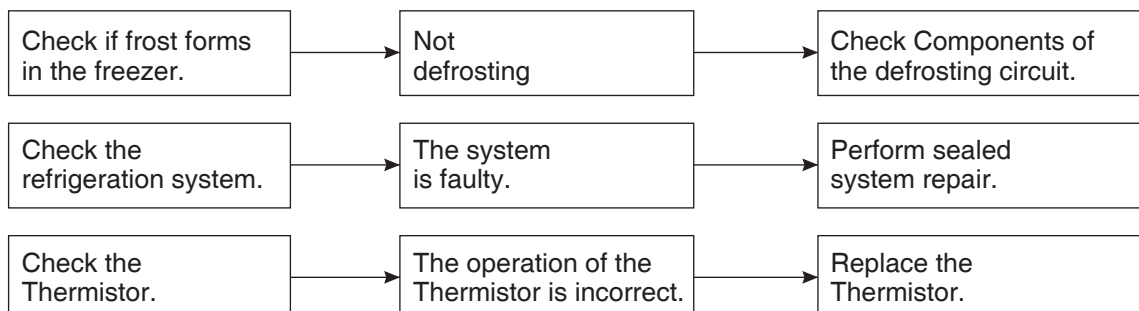 Check if frost forms
in the freezer.
Not
defrosting
Check Components of
the defrosting circuit.
Check the
refrigeration system.
The system
is faulty.
Perform sealed
system repair.
Check the
Thermistor.
The operation of the
Thermistor is incorrect.
Replace the
Thermistor.